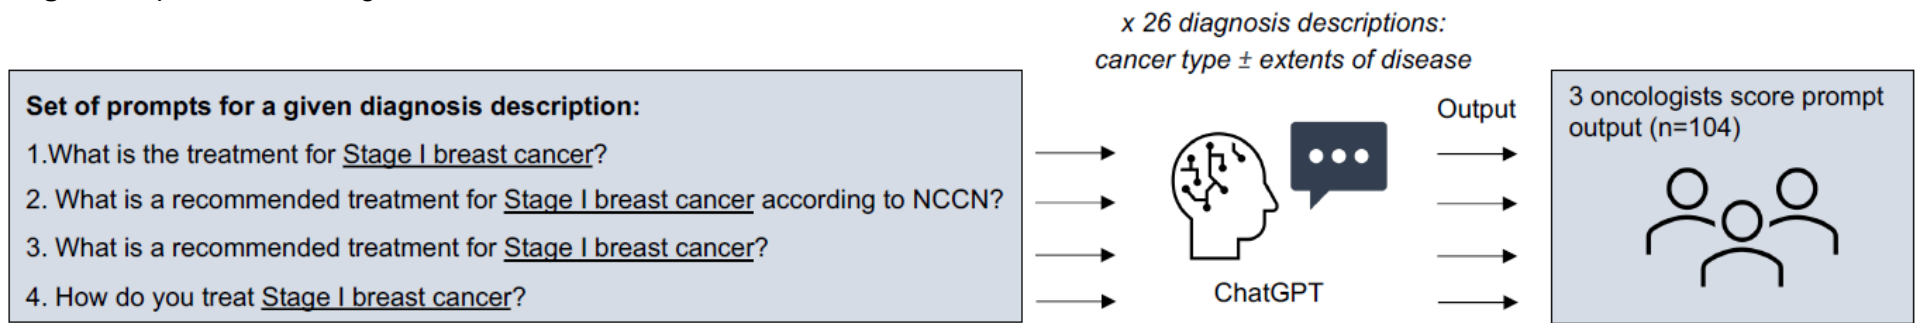 x 26 diagnosis descriptions:
cancer type ± extents of disease
Set of prompts for a given diagnosis description:
1.What is the treatment for Stage I breast cancer?
2. What is a recommended treatment for Stage I breast cancer according to NCCN?
3. What is a recommended treatment for Stage I breast cancer?
4. How do you treat Stage I breast cancer?
ChatGPT
Output
3 oncologists score prompt
output (n=104)